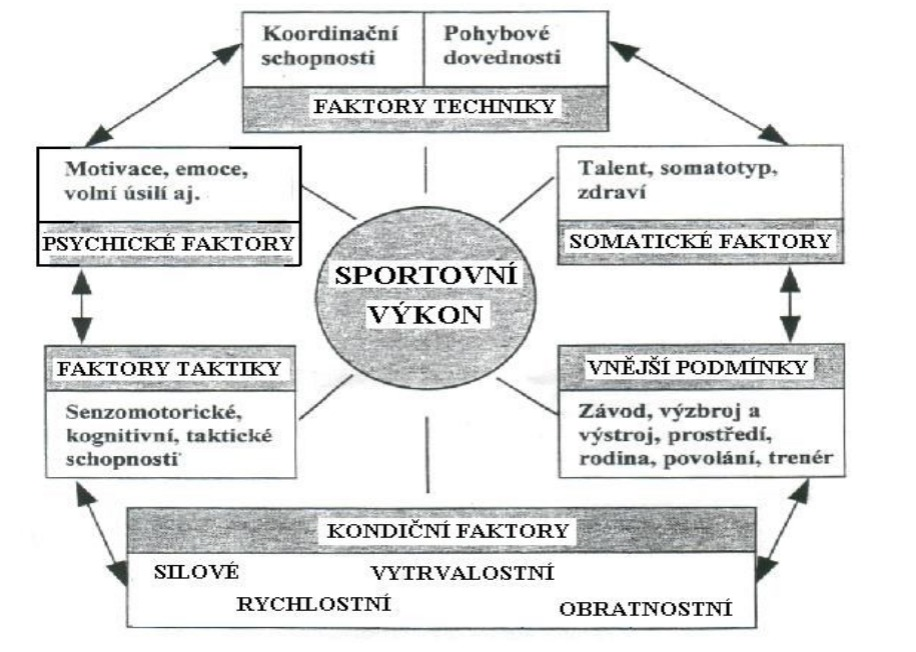 Koordinační
schopnosti
Pohybové
dovednosti
FAKTORY TECHNIKY
Motivace, emoce,
volní úsilí aj.
PSYCHICKÉ FAKTORY
Talent, somatotyp,
zdraví
SOMATICKÉ FAKTORY
SPORTOVNÍ
VÝKON
FAKTORY TAKTIKY
Senzomotorické,
kognitivní, taktické
schopnosti
VNĚJŠÍ PODMÍNKY
Závod, výzbroj a
výstroj, prostředí,
rodina, povolání, trenér
KONDIČNÍ FAKTORY
SILOVÉ
VYTRVALOSTNÍ
RYCHLOSTNÍ
OBRATNOSTNÍ